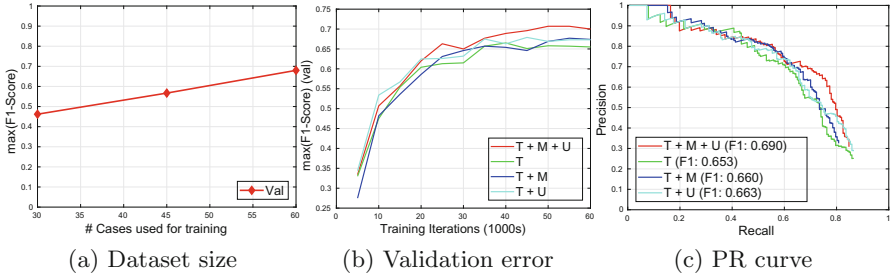 max(F1-Score)
1
0.9
0.8
0.7
0.6
0.5
0.4
0.3
0.2
0.1
0
30 35 40 45 50 55 60
# Cases used for training
Val
(a) Dataset size
max(F1-Score) (val)
0.75
0.7
0.65
0.6
0.55
0.5
0.45
0.4
0.35
0.3
0.25
0 10 20 30 40 50 60
Training Iterations (1000s)
T + M + U
T
T + M
T + U
(b) Validation error
Precision
1
0.9
0.8
0.7
0.6
0.5
0.4
0.3
0.2
0.1
0
0 0.2 0.4 0.6 0.8 1
Recall
T + M + U (F1: 0.690)
T (F1: 0.653)
T + M (F1: 0.660)
T + U (F1: 0.663)
(c) PR curve